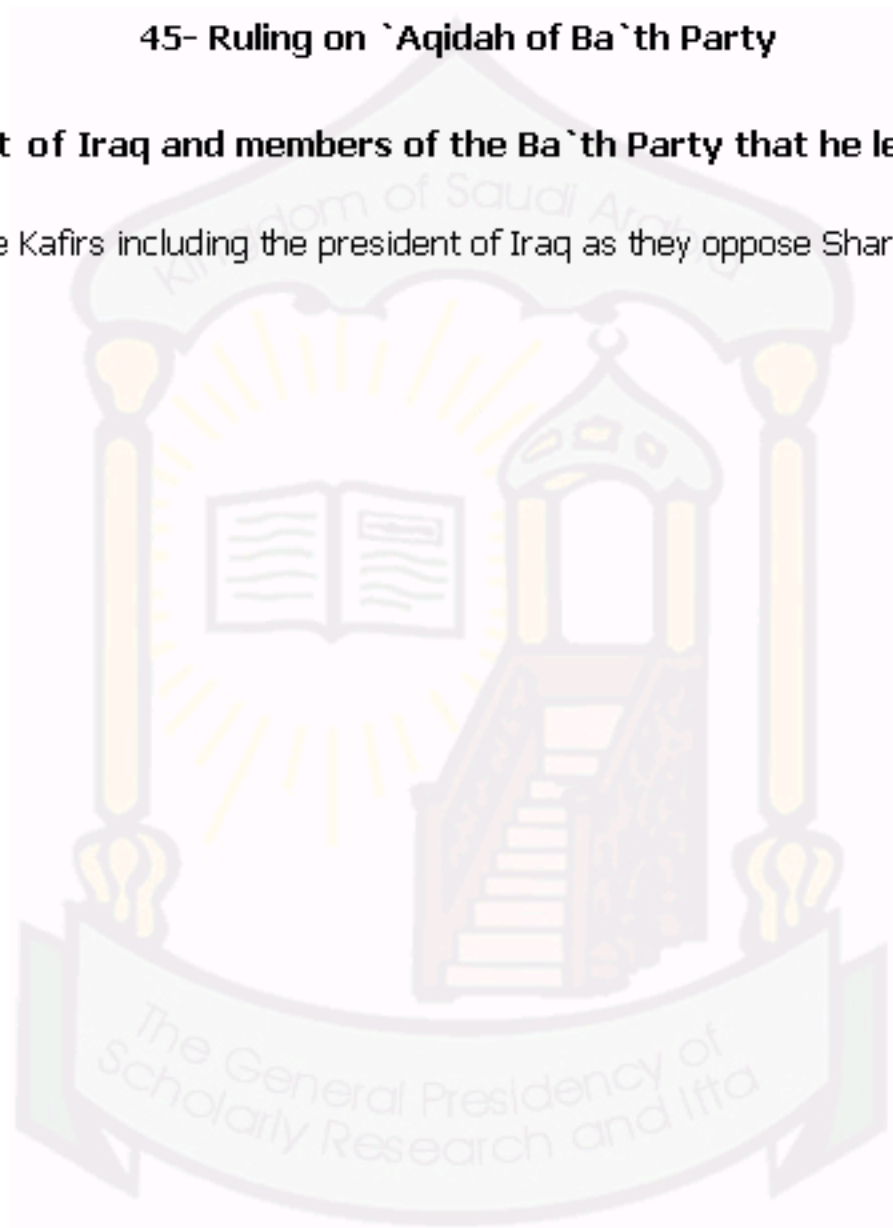 45- Ruling on `Aqidah of Ba`th Party
t of Iraq and members of the Ba`th Party that he le
e Kafirs including the president of Iraq as they oppose Shar
Kingdom of Saudi Arabia
The General Presidency of
Scholarly Research and Ifta